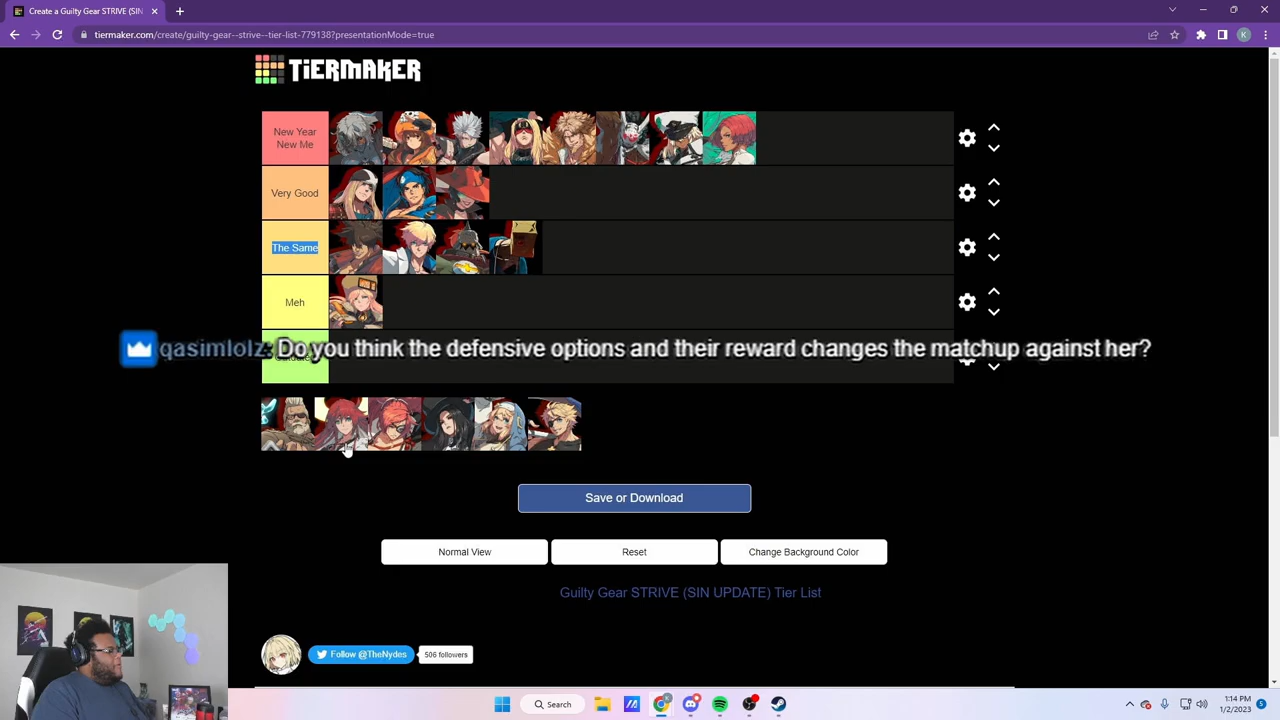 Create a Guilty Gear STRIVE (SIN
tiermaker.com/create/guilty-gear--strive--tier-list-779138?presentationMode=true
K
TiERMAKER
New Year
New Me
Very Good
The Same
Meh
qasimlolz: Do you think the defensive options and their reward changes the matchup against her?
Save or Download
Normal View
Reset
Change Background Color
Guilty Gear STRIVE (SIN UPDATE) Tier List
Follow @TheNydes
506 followers
Search
1:14 PM
1/2/2023